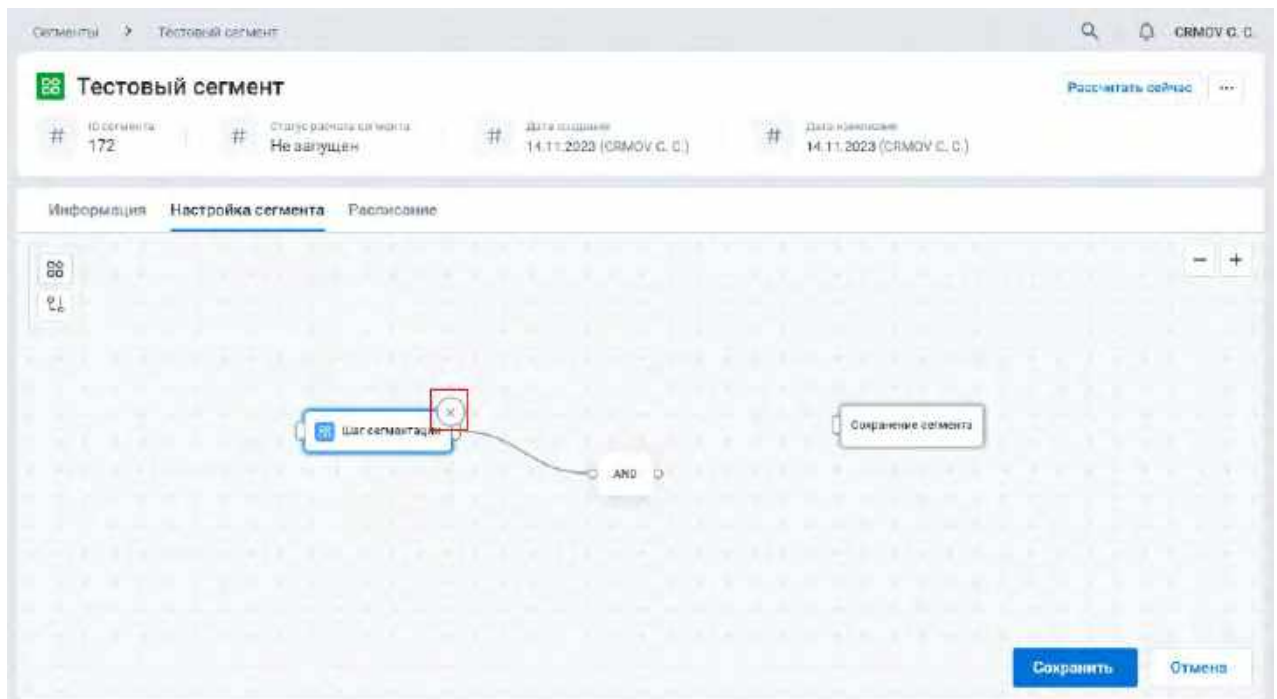 Сегменты > Тестовый сегмент
CRMOV C. C.
Тестовый сегмент
Рассчитать сейчас ...
# ID сегмента
172
# Статус расчета сегмента
Не запущен
# Дата создания
14.11.2023 (CRMOV C. C.)
# Дата изменения
14.11.2023 (CRMOV C. C.)
Информация Настройка сегмента Расписание
− +
Шаг сегментации
Сохранение сегмента
AND
Сохранить Отмена